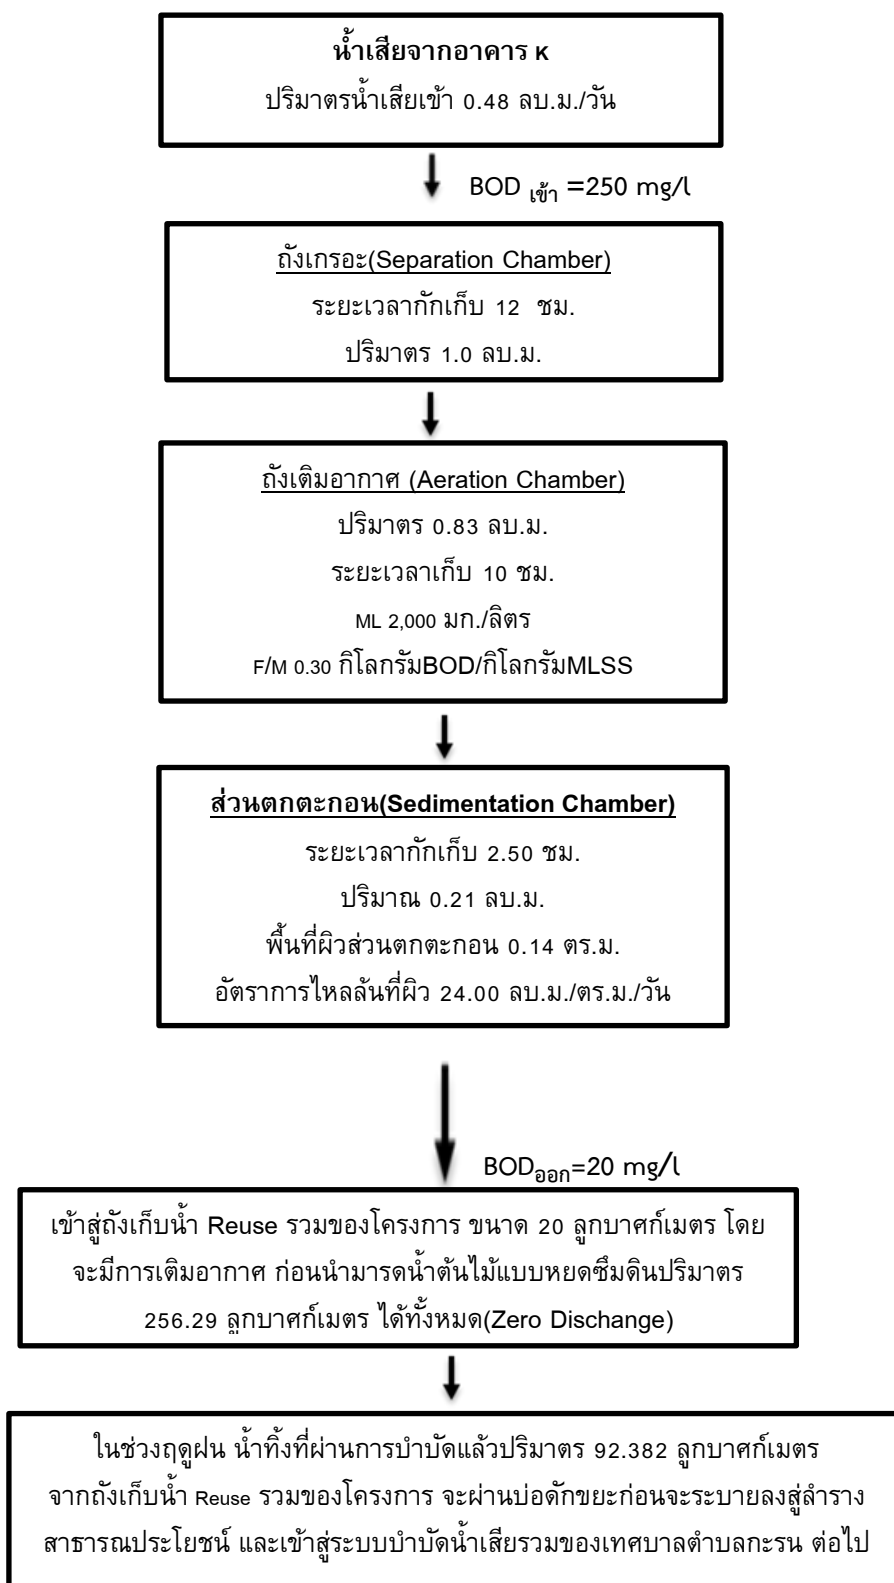 น้ำเสียจากอาคาร K
ปริมาตรน้ำเสียเข้า 0.48 ลบ.ม./วัน
BOD เข้า =250 mg/l
ถังเกรอะ(Separation Chamber)
ระยะเวลากักเก็บ 12 ชม.
ปริมาตร 1.0 ลบ.ม.
ถังเติมอากาศ (Aeration Chamber)
ปริมาตร 0.83 ลบ.ม.
ระยะเวลาเก็บ 10 ชม.
ML 2,000 มก./ลิตร
F/M 0.30 กิโลกรัมBOD/กิโลกรัมMLSS
ส่วนตกตะกอน(Sedimentation Chamber)
ระยะเวลากักเก็บ 2.50 ชม.
ปริมาณ 0.21 ลบ.ม.
พื้นที่ผิวส่วนตกตะกอน 0.14 ตร.ม.
อัตราการไหลล้นที่ผิว 24.00 ลบ.ม./ตร.ม./วัน
BODออก=20 mg/l
เข้าสู่ถังเก็บน้ำ Reuse รวมของโครงการ ขนาด 20 ลูกบาศก์เมตร โดย
จะมีการเติมอากาศ ก่อนนำมารดน้ำต้นไม้แบบหยดซึมดินปริมาตร
256.29 ลูกบาศก์เมตร ได้ทั้งหมด(Zero Dischange)
ในช่วงฤดูฝน น้ำทิ้งที่ผ่านการบำบัดแล้วปริมาตร 92.382 ลูกบาศก์เมตร
จากถังเก็บน้ำ Reuse รวมของโครงการ จะผ่านบ่อดักขยะก่อนจะระบายลงสู่ลำราง
สาธารณประโยชน์ และเข้าสู่ระบบบำบัดน้ำเสียรวมของเทศบาลตำบลกะรน ต่อไป